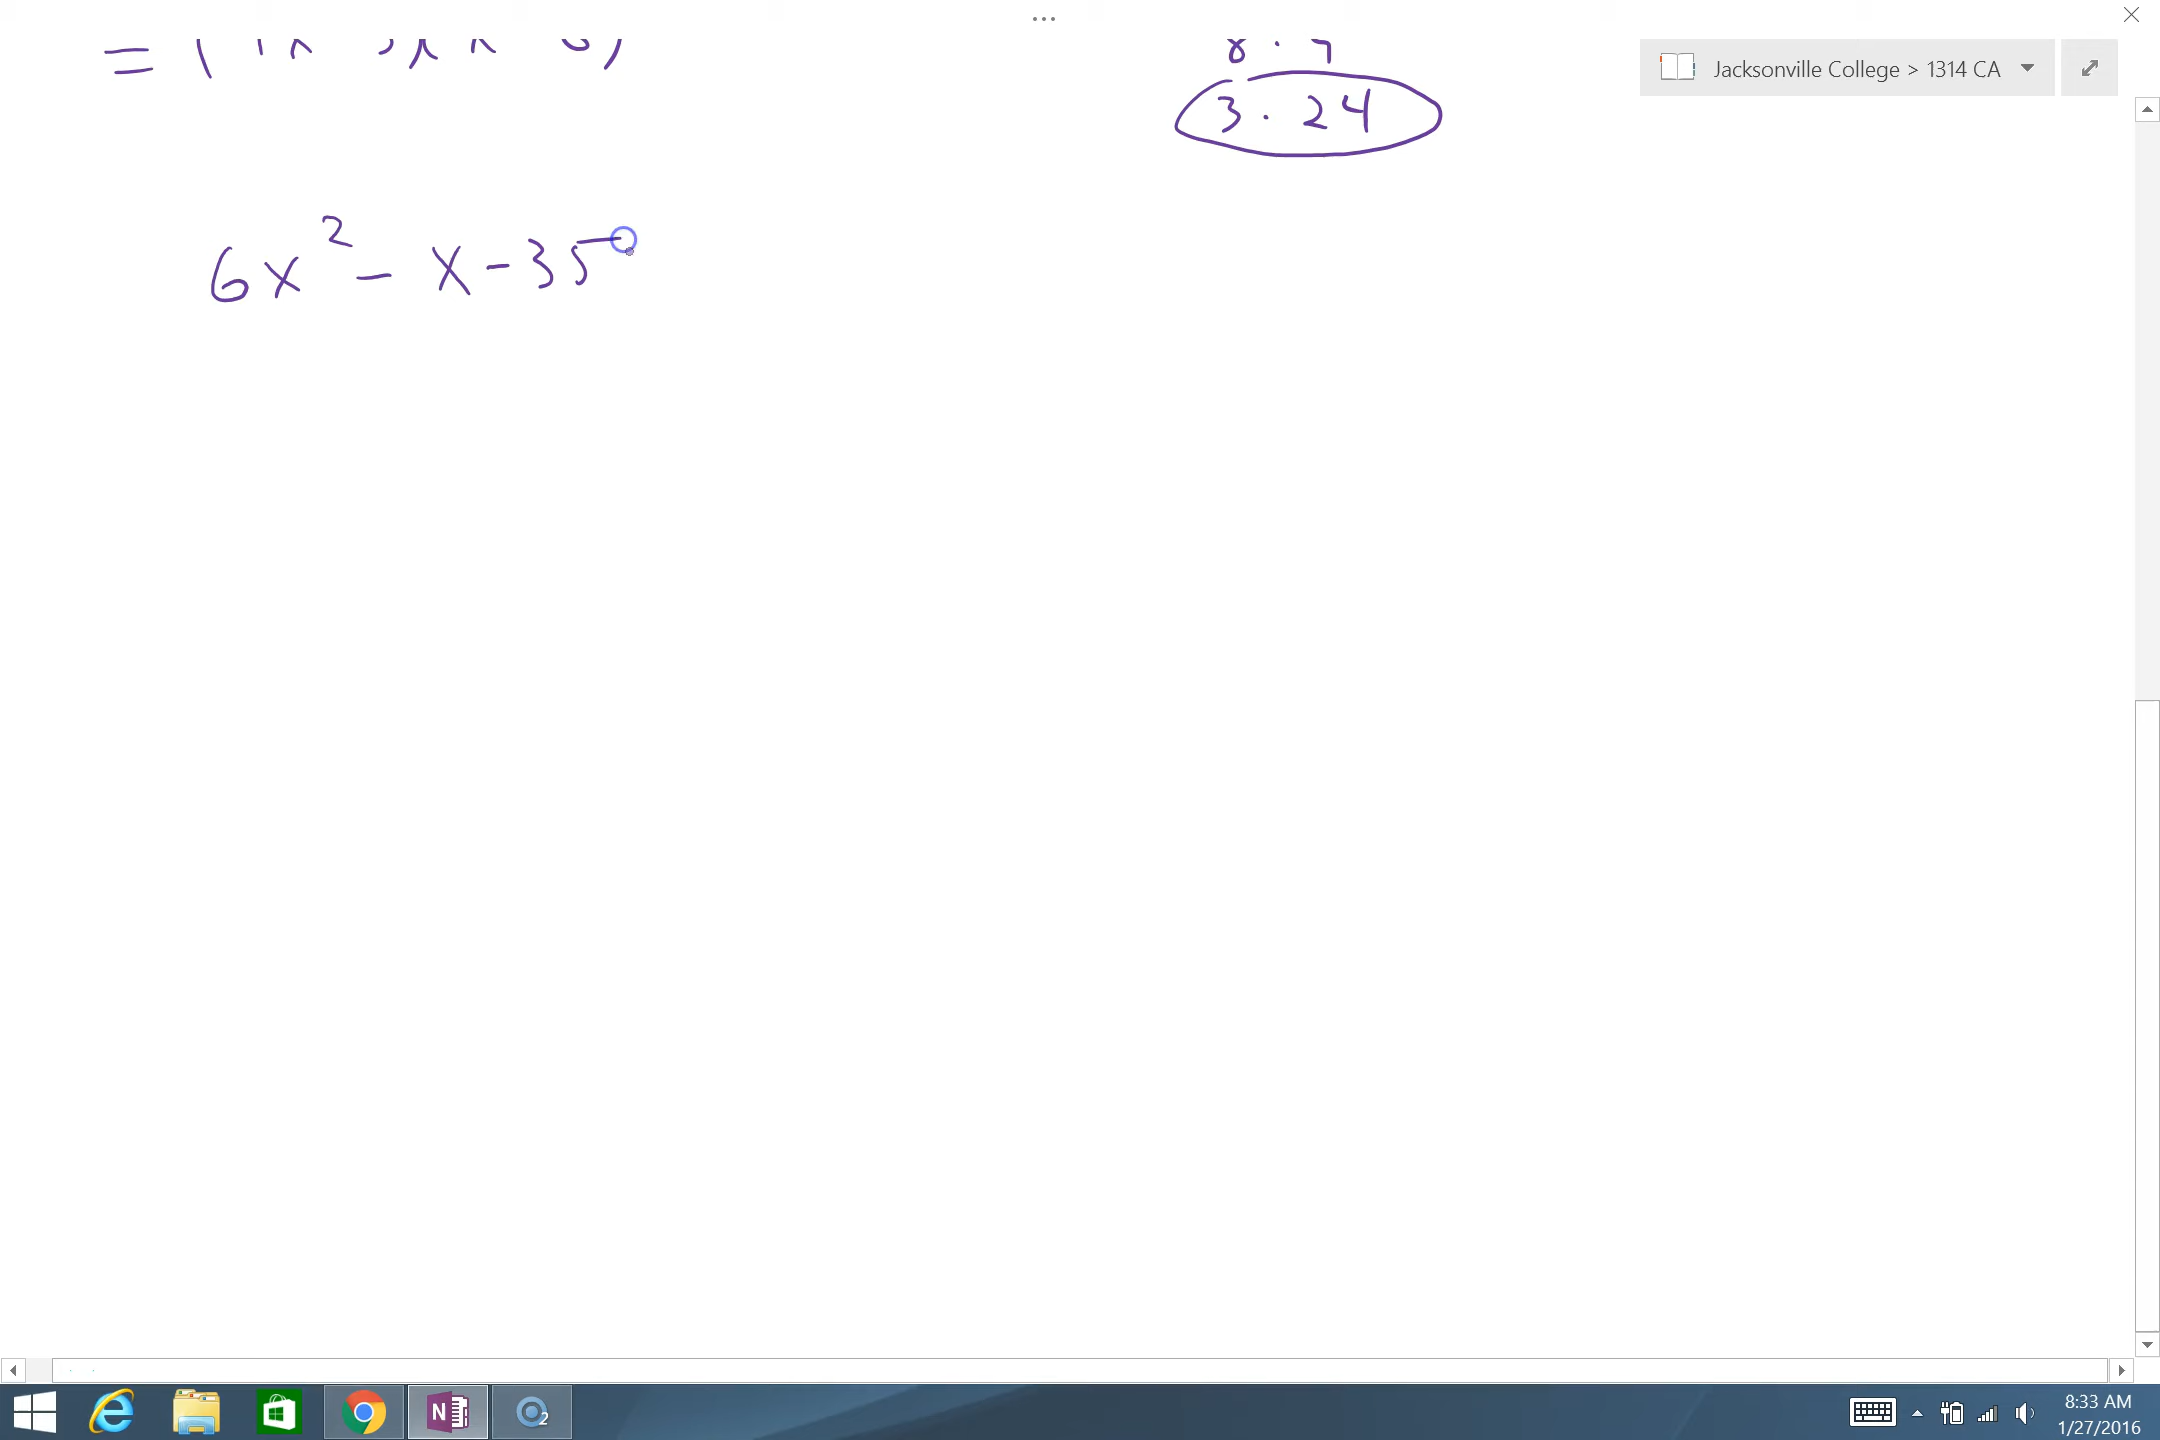 ...
Jacksonville College > 1314 CA
3 . 24
6x² - x - 35
8:33 AM
1/27/2016